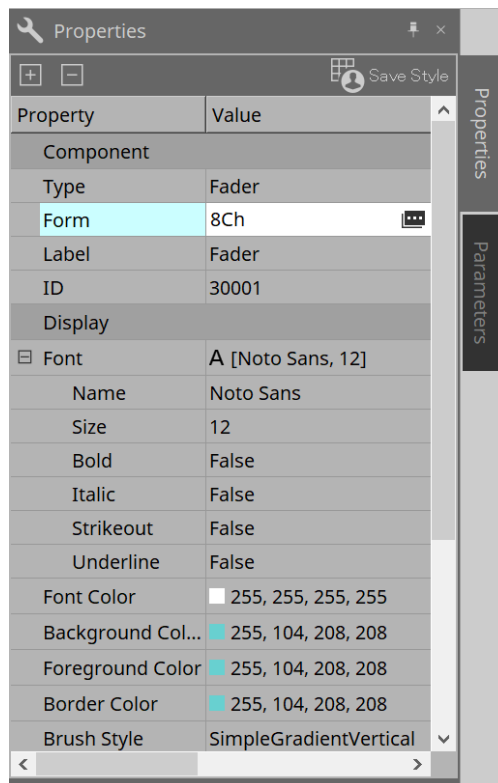 Properties
Save Style
Property Value
Component
Type Fader
Form 8Ch
Label Fader
ID 30001
Display
Font A [Noto Sans, 12]
Name Noto Sans
Size 12
Bold False
Italic False
Strikeout False
Underline False
Font Color 255, 255, 255, 255
Background Col... 255, 104, 208, 208
Foreground Color 255, 104, 208, 208
Border Color 255, 104, 208, 208
Brush Style SimpleGradientVertical
Properties
Parameters